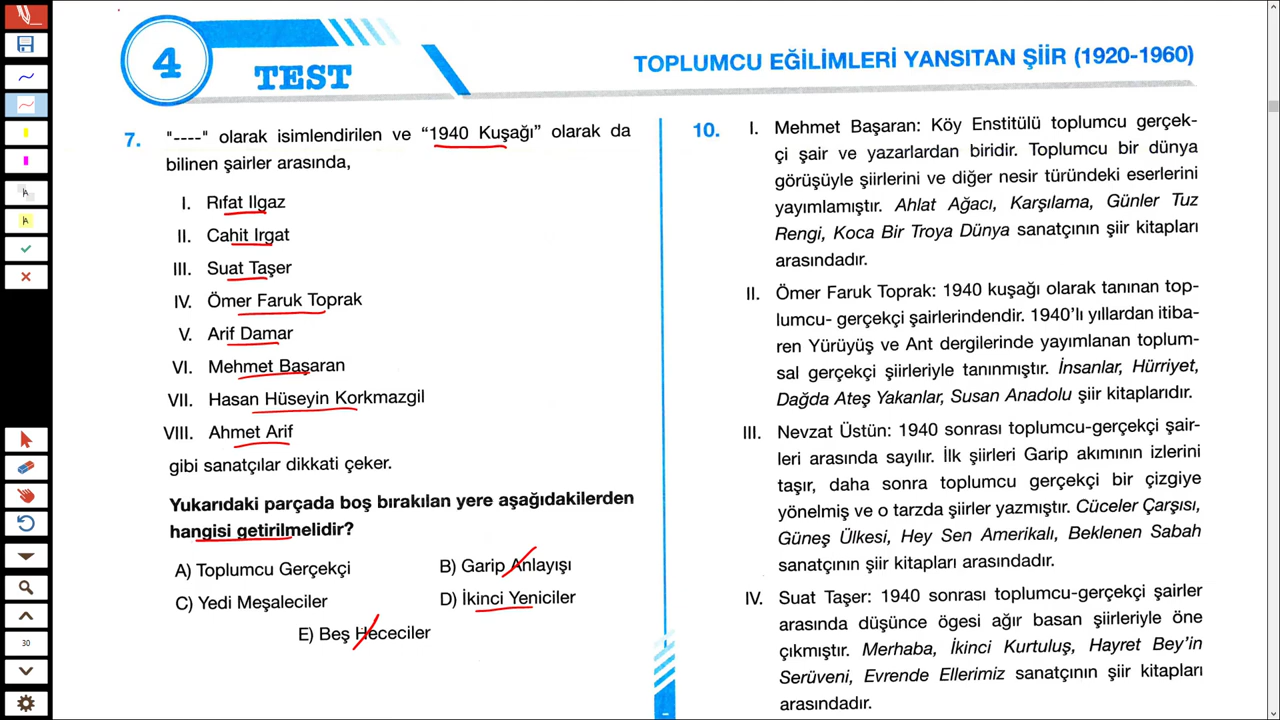 4
TEST
TOPLUMCU EĞİLİMLERİ YANSITAN ŞİİR (1920-1960)
7. "----" olarak isimlendirilen ve “1940 Kuşağı” olarak da
bilinen şairler arasında,
I. Rıfat Ilgaz
II. Cahit Irgat
III. Suat Taşer
IV. Ömer Faruk Toprak
V. Arif Damar
VI. Mehmet Başaran
VII. Hasan Hüseyin Korkmazgil
VIII. Ahmet Arif
gibi sanatçılar dikkati çeker.
Yukarıdaki parçada boş bırakılan yere aşağıdakilerden
hangisi getirilmelidir?
A) Toplumcu Gerçekçi
B) Garip Anlayışı
C) Yedi Meşaleciler
D) İkinci Yeniciler
E) Beş Hececiler
10. I. Mehmet Başaran: Köy Enstitülü toplumcu gerçek-
çi şair ve yazarlardan biridir. Toplumcu bir dünya
görüşüyle şiirlerini ve diğer nesir türündeki eserlerini
yayımlamıştır. Ahlat Ağacı, Karşılama, Günler Tuz
Rengi, Koca Bir Troya Dünya sanatçının şiir kitapları
arasındadır.
II. Ömer Faruk Toprak: 1940 kuşağı olarak tanınan top-
lumcu- gerçekçi şairlerindendir. 1940’lı yıllardan itiba-
ren Yürüyüş ve Ant dergilerinde yayımlanan toplum-
sal gerçekçi şiirleriyle tanınmıştır. İnsanlar, Hürriyet,
Dağda Ateş Yakanlar, Susan Anadolu şiir kitaplarıdır.
III. Nevzat Üstün: 1940 sonrası toplumcu-gerçekçi şair-
leri arasında sayılır. İlk şiirleri Garip akımının izlerini
taşır, daha sonra toplumcu gerçekçi bir çizgiye
yönelmiş ve o tarzda şiirler yazmıştır. Cüceler Çarşısı,
Güneş Ülkesi, Hey Sen Amerikalı, Beklenen Sabah
sanatçının şiir kitapları arasındadır.
IV. Suat Taşer: 1940 sonrası toplumcu-gerçekçi şairler
arasında düşünce ögesi ağır basan şiirleriyle öne
çıkmıştır. Merhaba, İkinci Kurtuluş, Hayret Bey’in
Serüveni, Evrende Ellerimiz sanatçının şiir kitapları
arasındadır.
A
A
30